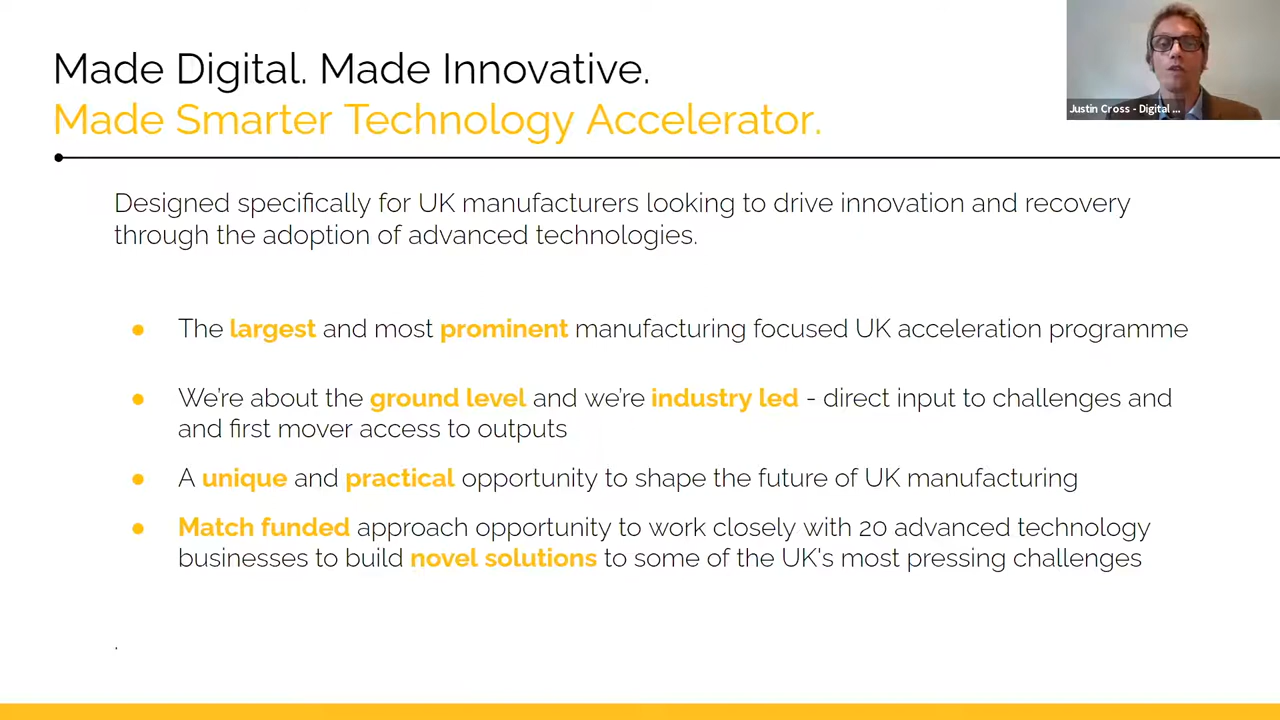 Made Digital. Made Innovative.
Made Smarter Technology Accelerator.
Justin Cross - Digital ...
Designed specifically for UK manufacturers looking to drive innovation and recovery
through the adoption of advanced technologies.
● The largest and most prominent manufacturing focused UK acceleration programme
● We're about the ground level and we're industry led - direct input to challenges and
and first mover access to outputs
● A unique and practical opportunity to shape the future of UK manufacturing
● Match funded approach opportunity to work closely with 20 advanced technology
businesses to build novel solutions to some of the UK's most pressing challenges
.